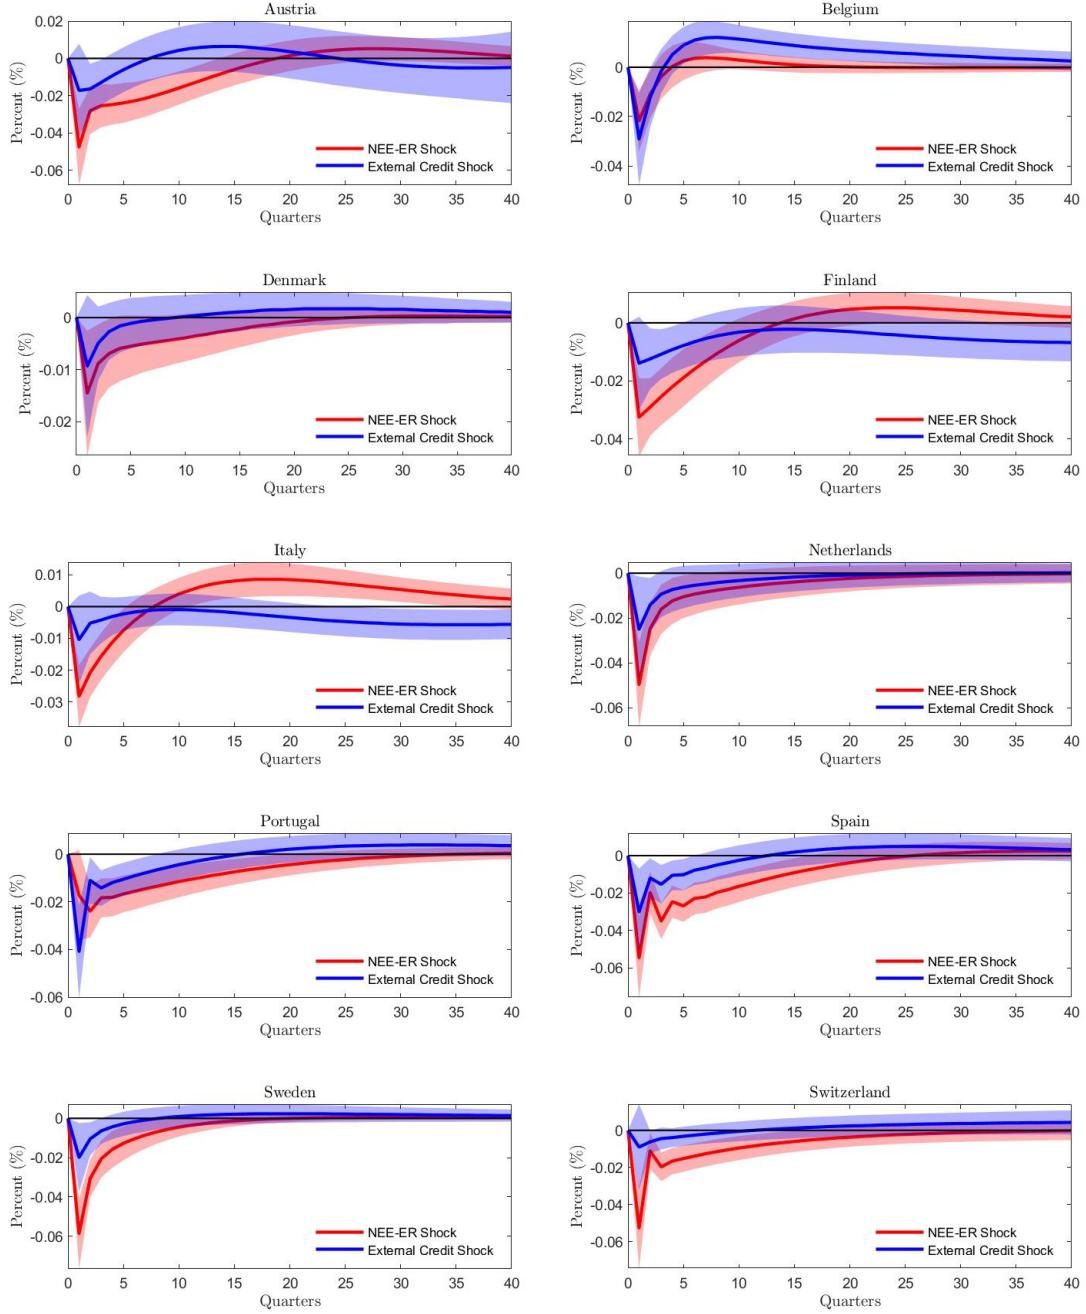 Austria
Percent (%)
0.02
0
-0.02
-0.04
-0.06
NEE-ER Shock
External Credit Shock
0 5 10 15 20 25 30 35 40
Quarters
Belgium
Percent (%)
0
-0.02
-0.04
NEE-ER Shock
External Credit Shock
0 5 10 15 20 25 30 35 40
Quarters
Denmark
Percent (%)
0
-0.01
-0.02
NEE-ER Shock
External Credit Shock
0 5 10 15 20 25 30 35 40
Quarters
Finland
Percent (%)
0
-0.02
-0.04
NEE-ER Shock
External Credit Shock
0 5 10 15 20 25 30 35 40
Quarters
Italy
Percent (%)
0.01
0
-0.01
-0.02
-0.03
NEE-ER Shock
External Credit Shock
0 5 10 15 20 25 30 35 40
Quarters
Netherlands
Percent (%)
0
-0.02
-0.04
-0.06
NEE-ER Shock
External Credit Shock
0 5 10 15 20 25 30 35 40
Quarters
Portugal
Percent (%)
0
-0.02
-0.04
-0.06
NEE-ER Shock
External Credit Shock
0 5 10 15 20 25 30 35 40
Quarters
Spain
Percent (%)
0
-0.02
-0.04
-0.06
NEE-ER Shock
External Credit Shock
0 5 10 15 20 25 30 35 40
Quarters
Sweden
Percent (%)
0
-0.02
-0.04
-0.06
NEE-ER Shock
External Credit Shock
0 5 10 15 20 25 30 35 40
Quarters
Switzerland
Percent (%)
0
-0.02
-0.04
-0.06
NEE-ER Shock
External Credit Shock
0 5 10 15 20 25 30 35 40
Quarters